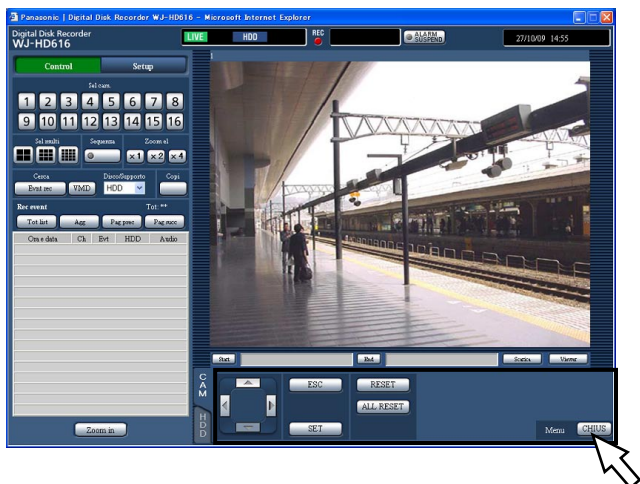 Panasonic | Digital Disk Recorder WJ-HD616 - Microsoft Internet Explorer
Digital Disk Recorder
WJ-HD616
LIVE HDD REC ALARM SUSPEND 27/10/09 14:55
Control Setup
1
Sel cam
1 2 3 4 5 6 7 8
9 10 11 12 13 14 15 16
Sel multi Sequenza Zoom el
x1 x2 x4
Cerca Disco/Supporto Copi
Evnt rec VMD HDD
Rec event Tot: **
Tot list Agg Pag prec Pag succ
Ora e data Ch Evt HDD Audio
Start End Scarica Viewer
CAM
HDD
ESC RESET
ALL RESET
SET
Menu CHIUS
Zoom in